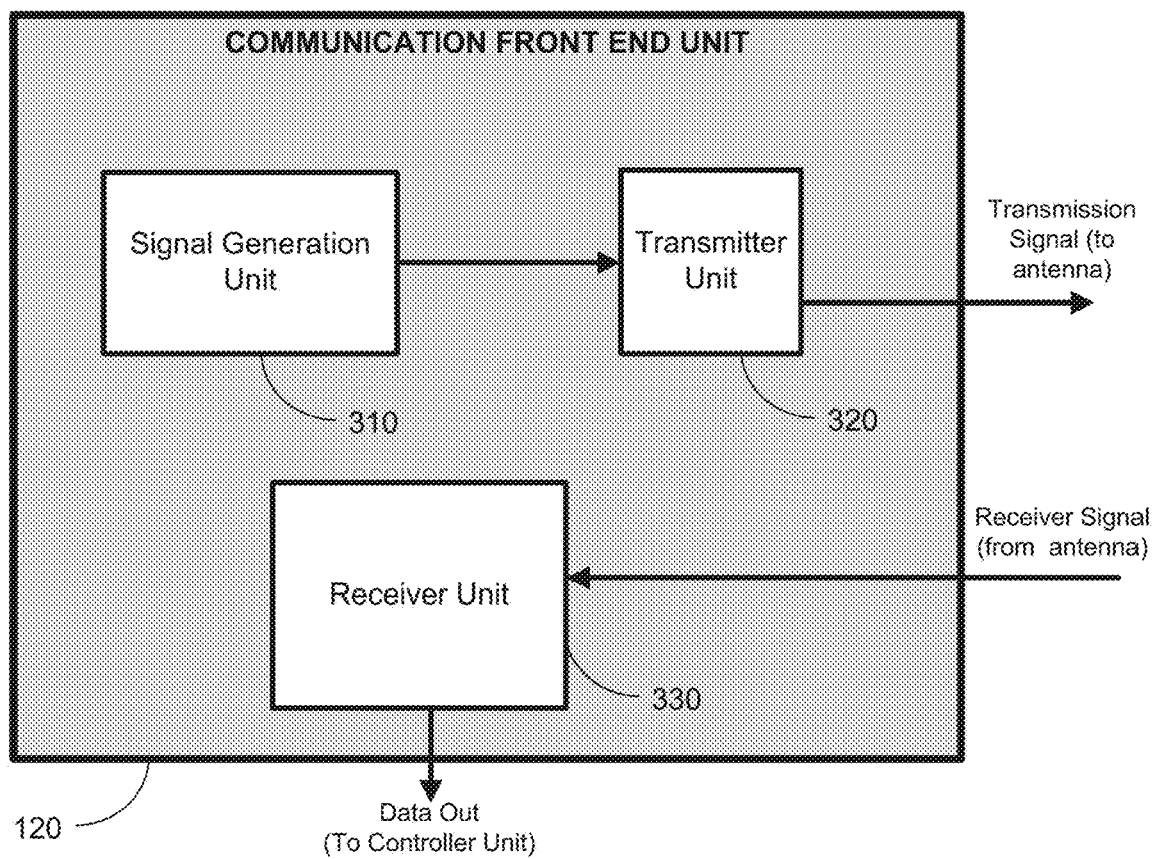 COMMUNICATION FRONT END UNIT
Signal Generation
Unit
Transmitter
Unit
Transmission
Signal (to
antenna)
310
320
Receiver Signal
(from antenna)
Receiver Unit
330
120
Data Out
(To Controller Unit)